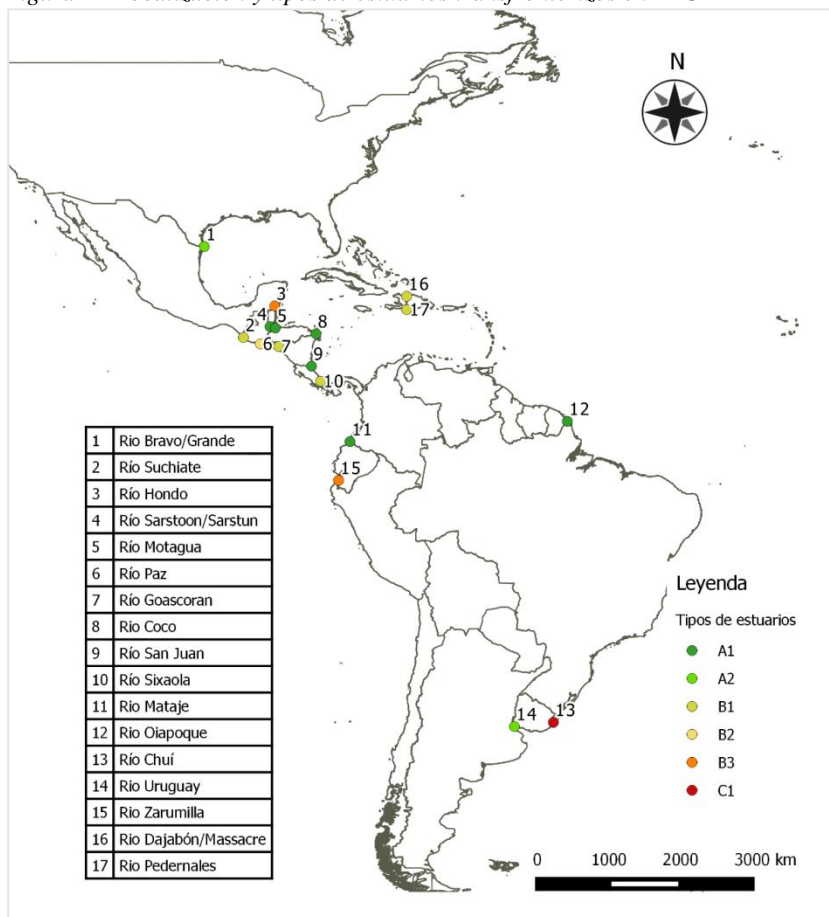 N
1
3
16
17
4
5
8
2
6
7
9
10
12
11
15
14
13
1 Rio Bravo/Grande
2 Río Suchiate
3 Río Hondo
4 Río Sarstoon/Sarstun
5 Río Motagua
6 Río Paz
7 Río Goascoran
8 Rio Coco
9 Río San Juan
10 Río Sixaola
11 Rio Mataje
12 Rio Oiapoque
13 Río Chuí
14 Rio Uruguay
15 Rio Zarumilla
16 Rio Dajabón/Massacre
17 Rio Pedernales
Leyenda
Tipos de estuarios
A1
A2
B1
B2
B3
C1
0 1000 2000 3000 km